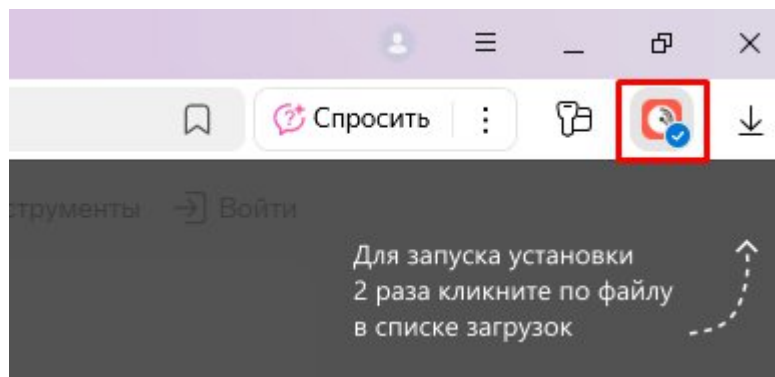 Спросить
струменты Войти
Для запуска установки
2 раза кликните по файлу
в списке загрузок